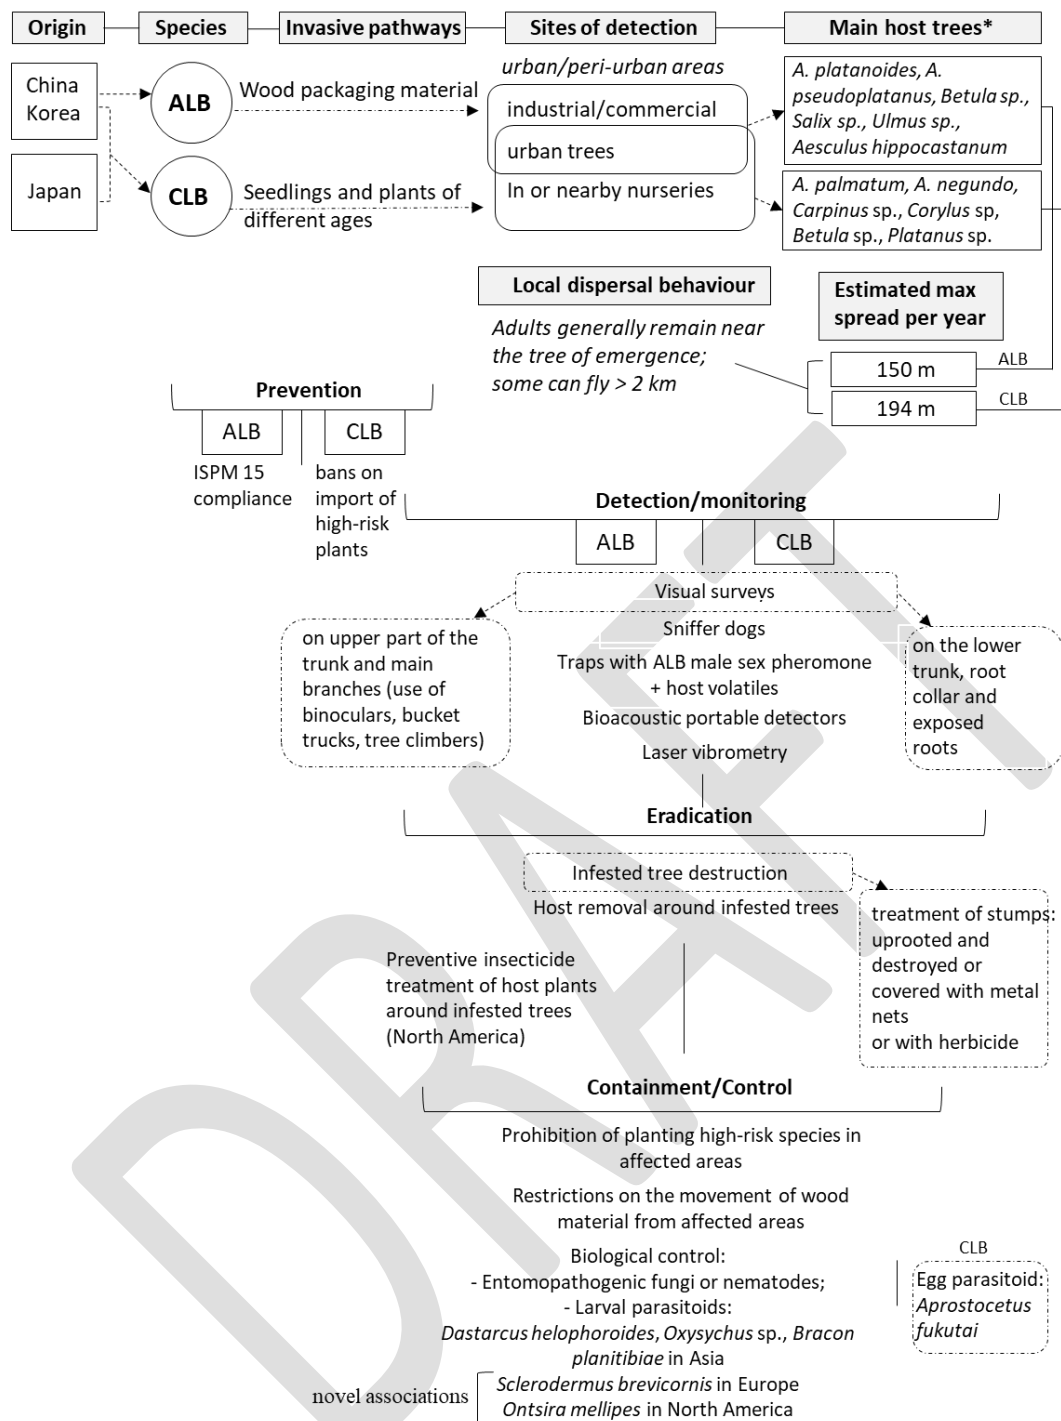 Origin
Species
Invasive pathways
Sites of detection
Main host trees*
China
Korea
Japan
ALB
CLB
Wood packaging material
Seedlings and plants of
different ages
urban/peri-urban areas
industrial/commercial
urban trees
In or nearby nurseries
A. platanoides, A.
pseudoplatanus, Betula sp.,
Salix sp., Ulmus sp.,
Aesculus hippocastanum
A. palmatum, A. negundo,
Carpinus sp., Corylus sp,
Betula sp., Platanus sp.
Local dispersal behaviour
Adults generally remain near
the tree of emergence;
some can fly > 2 km
Estimated max
spread per year
150 m
ALB
194 m
CLB
Prevention
ALB
CLB
ISPM 15
compliance
bans on
import of
high-risk
plants
Detection/monitoring
ALB
CLB
Visual surveys
Sniffer dogs
Traps with ALB male sex pheromone
+ host volatiles
Bioacoustic portable detectors
Laser vibrometry
on upper part of the
trunk and main
branches (use of
binoculars, bucket
trucks, tree climbers)
on the lower
trunk, root
collar and
exposed
roots
Eradication
Infested tree destruction
Host removal around infested trees
treatment of stumps:
uprooted and
destroyed or
covered with metal
nets
or with herbicide
Preventive insecticide
treatment of host plants
around infested trees
(North America)
Containment/Control
Prohibition of planting high-risk species in
affected areas
Restrictions on the movement of wood
material from affected areas
Biological control:
- Entomopathogenic fungi or nematodes;
- Larval parasitoids:
Dastarcus helophoroides, Oxysychus sp., Bracon
planitibiae in Asia
novel associations
Sclerodermus brevicornis in Europe
Ontsira mellipes in North America
CLB
Egg parasitoid:
Aprostocetus
fukutai
DRAFT